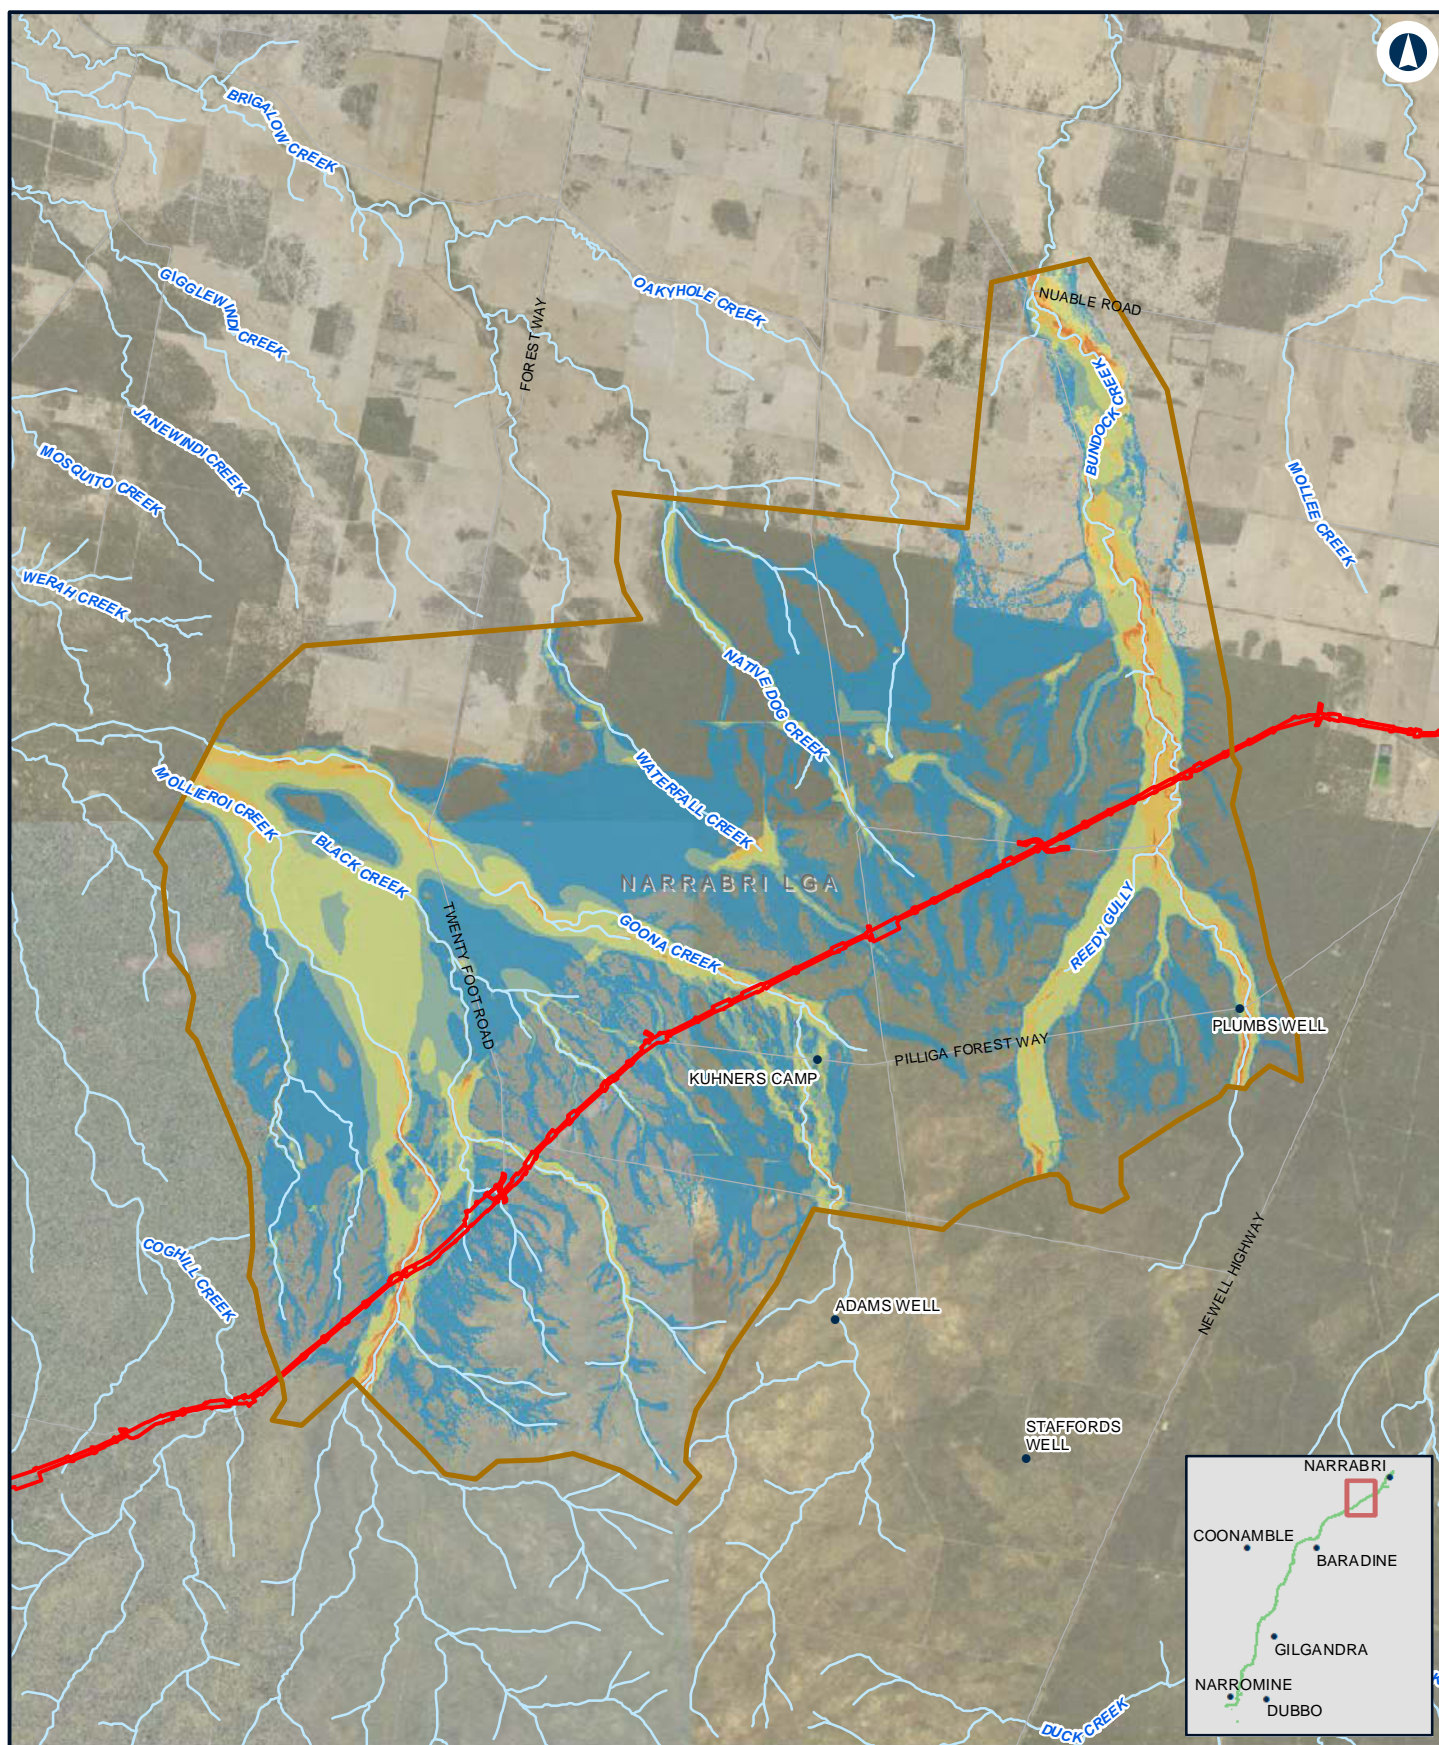 BRIGALOW CREEK
GIGGLEWINDI CREEK
OAKYHOLE CREEK
NUABLE ROAD
FOREST WAY
BUNDOCK CREEK
JANEWINDI CREEK
MOSQUITO CREEK
MOLLEE CREEK
WERAH CREEK
NATIVE DOG CREEK
WATERFALL CREEK
MOLLIEROI CREEK
BLACK CREEK
NARRABRI LGA
GOONA CREEK
TWENTY FOOT ROAD
REEDY GULLY
PLUMBS WELL
PILLIGA FOREST WAY
KUHNERS CAMP
COGHILL CREEK
NEWELL HIGHWAY
ADAMS WELL
STAFFORDS
WELL
DUCK CREEK
NARRABRI
COONAMBLE
BARADINE
GILGANDRA
NARROMINE
DUBBO